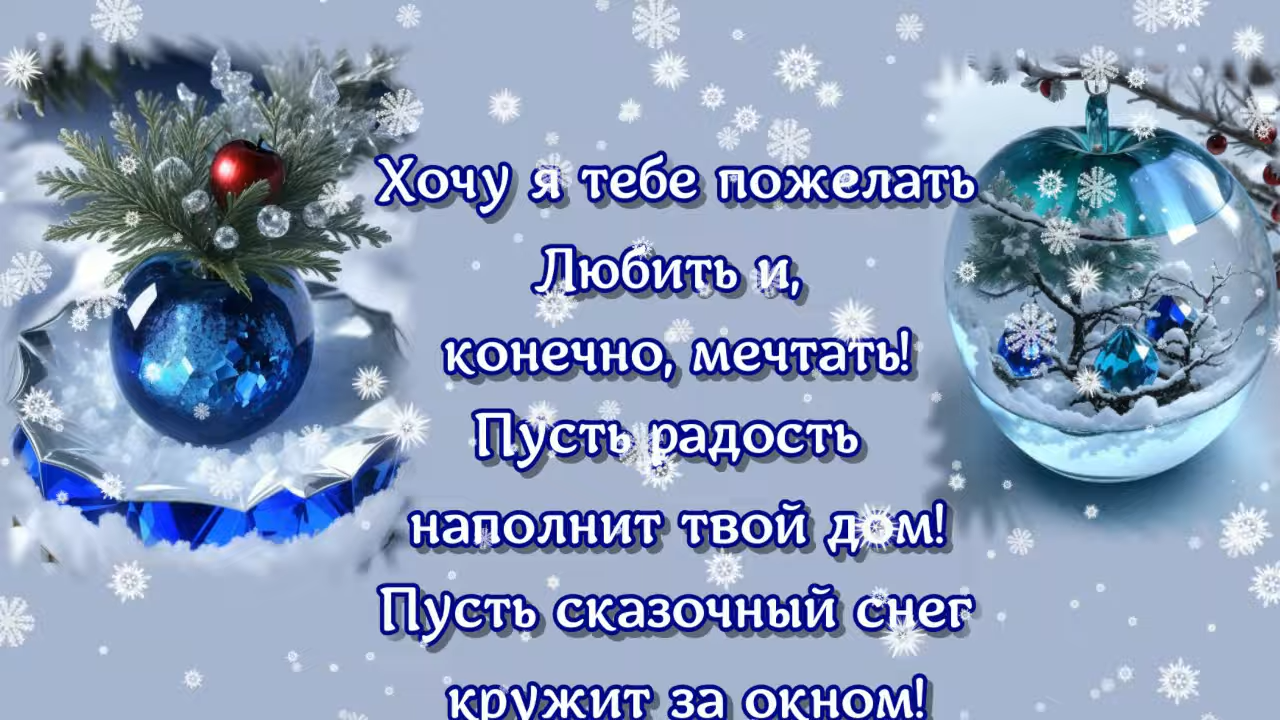 Хочу я тебе пожелать
Любить и,
конечно, мечтать!
Пусть радость
наполнит твой дом!
Пусть сказочный снег
кружит за окном!